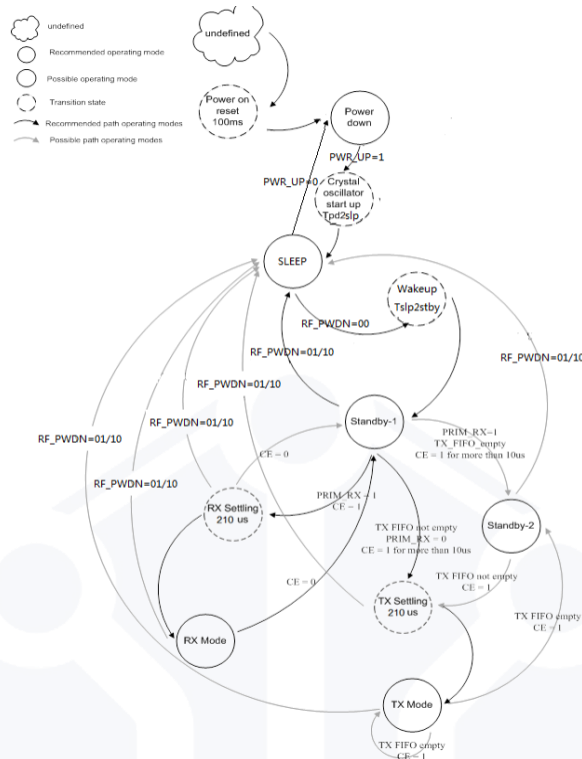 undefined
Recommended operating mode
Possible operating mode
Transition state
Recommended path operating modes
Possible path operating modes
undefined
Power on
reset
100ms
Power
down
PWR_UP=1
PWR_UP=0
Crystal
oscillator
start up
Tpd2slp
SLEEP
Wakeup
Tslp2stby
RF_PWDN=00
RF_PWDN=01/10
RF_PWDN=01/10
RF_PWDN=01/10
RF_PWDN=01/10
RF_PWDN=01/10
RF_PWDN=01/10
Standby-1
PRIM_RX=1
TX_FIFO_empty
CE = 1 for more than 10us
CE = 0
RX Settling
210 us
PRIM_RX = 1
CE = 1
TX FIFO not empty
PRIM_RX = 0
CE = 1 for more than 10us
Standby-2
TX FIFO not empty
CE = 1
CE = 0
TX Settling
210 us
TX FIFO empty
CE = 1
RX Mode
TX Mode
TX FIFO empty
CE = 1